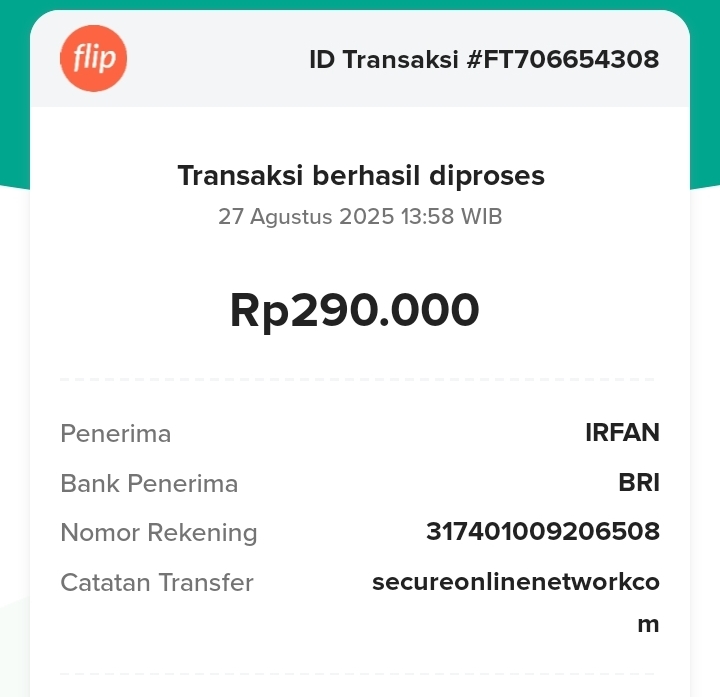 flip
ID Transaksi #FT706654308
Transaksi berhasil diproses
27 Agustus 2025 13:58 WIB
Rp290.000
Penerima IRFAN
Bank Penerima BRI
Nomor Rekening 317401009206508
Catatan Transfer secureonlinenetworkco
m